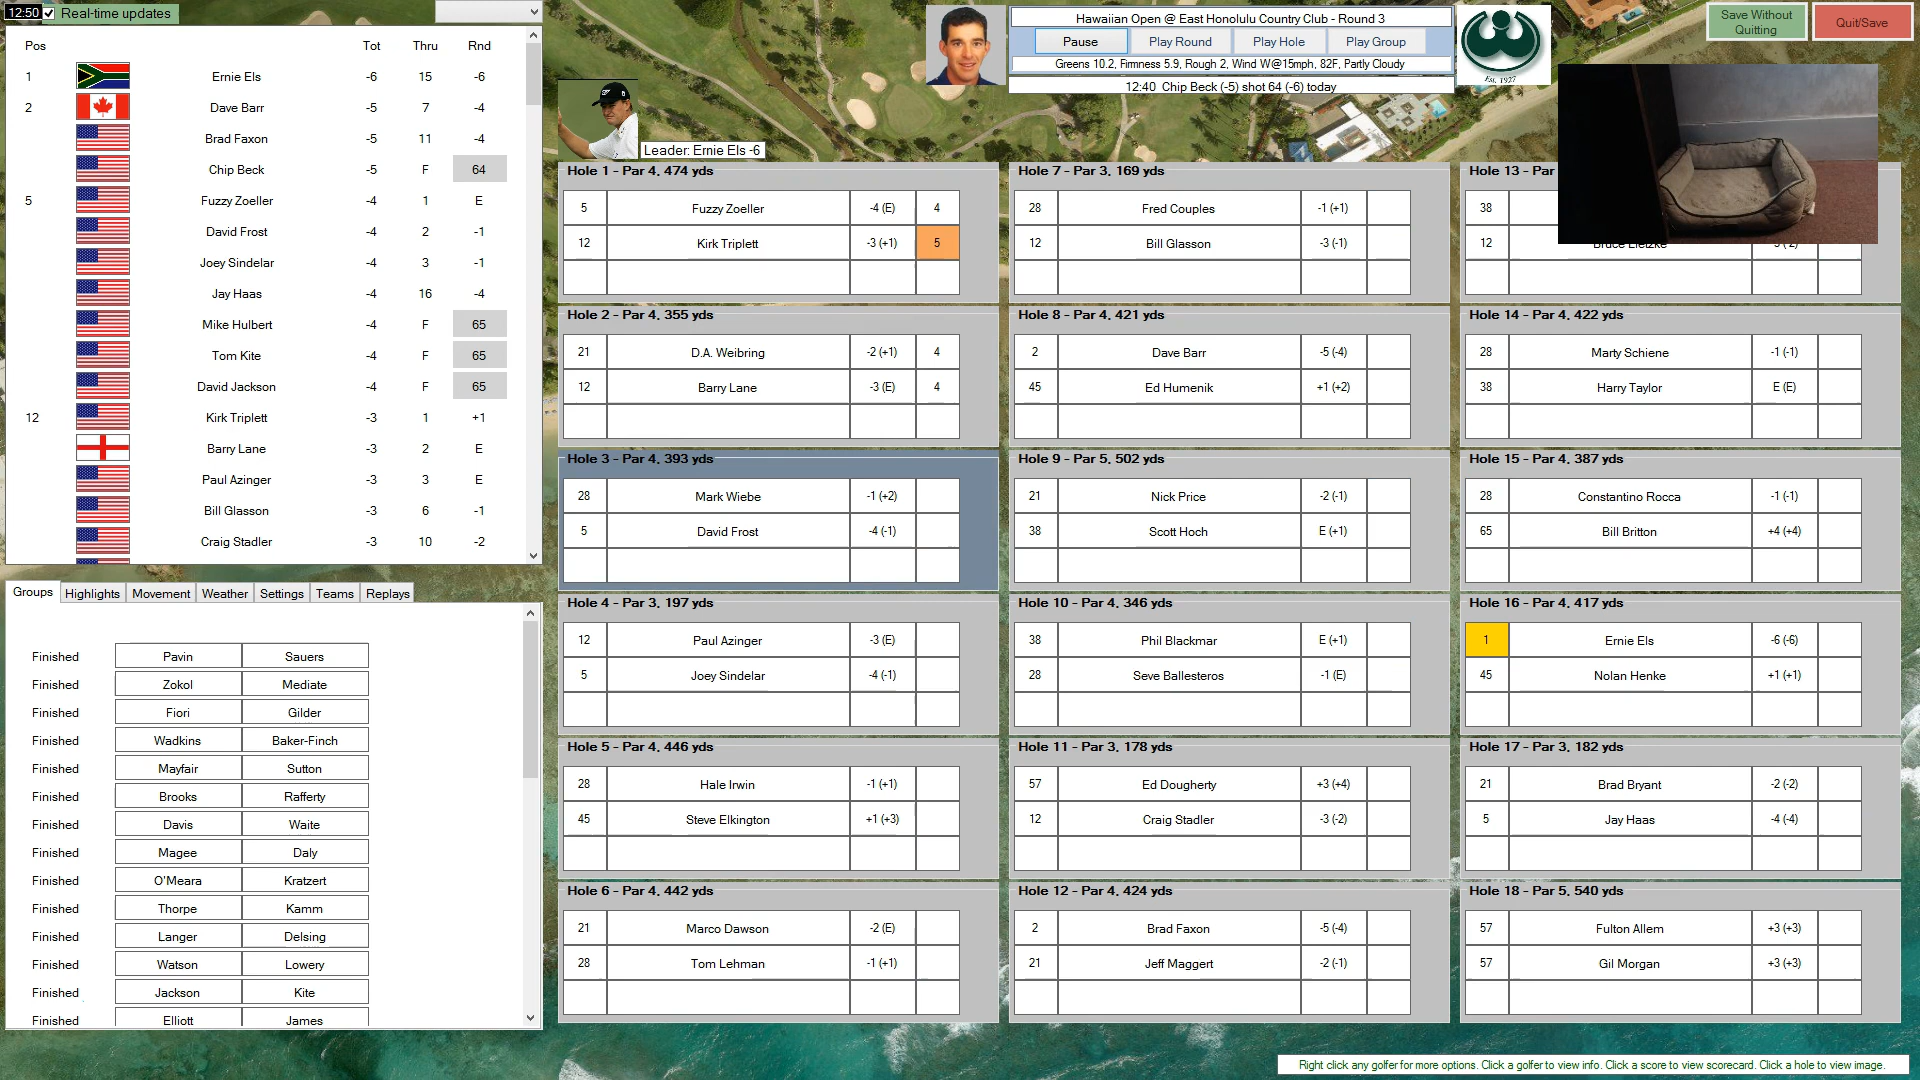 12:50 Real-time updates
Pos Tot Thru Rnd
1 Ernie Els -6 15 -6
2 Dave Barr -5 7 -4
Brad Faxon -5 11 -4
Chip Beck -5 F 64
5 Fuzzy Zoeller -4 1 E
David Frost -4 2 -1
Joey Sindelar -4 3 -1
Jay Haas -4 16 -4
Mike Hulbert -4 F 65
Tom Kite -4 F 65
David Jackson -4 F 65
12 Kirk Triplett -3 1 +1
Barry Lane -3 2 E
Paul Azinger -3 3 E
Bill Glasson -3 6 -1
Craig Stadler -3 10 -2
Groups Highlights Movement Weather Settings Teams Replays
Finished Pavin Sauers
Finished Zokol Mediate
Finished Fiori Gilder
Finished Wadkins Baker-Finch
Finished Mayfair Sutton
Finished Brooks Rafferty
Finished Davis Waite
Finished Magee Daly
Finished O'Meara Kratzert
Finished Thorpe Kamm
Finished Langer Delsing
Finished Watson Lowery
Finished Jackson Kite
Finished Elliott James
Leader: Ernie Els -6
Hawaiian Open @ East Honolulu Country Club - Round 3
Pause Play Round Play Hole Play Group
Greens 10.2, Firmness 5.9, Rough 2, Wind W@15mph, 82F, Partly Cloudy
12:40 Chip Beck (-5) shot 64 (-6) today
Est. 1927
Save Without Quitting
Quit/Save
Hole 1 - Par 4, 474 yds
5 Fuzzy Zoeller -4 (E) 4
12 Kirk Triplett -3 (+1) 5
Hole 2 - Par 4, 355 yds
21 D.A. Weibring -2 (+1) 4
12 Barry Lane -3 (E) 4
Hole 3 - Par 4, 393 yds
28 Mark Wiebe -1 (+2)
5 David Frost -4 (-1)
Hole 4 - Par 3, 197 yds
12 Paul Azinger -3 (E)
5 Joey Sindelar -4 (-1)
Hole 5 - Par 4, 446 yds
28 Hale Irwin -1 (+1)
45 Steve Elkington +1 (+3)
Hole 6 - Par 4, 442 yds
21 Marco Dawson -2 (E)
28 Tom Lehman -1 (+1)
Hole 7 - Par 3, 169 yds
28 Fred Couples -1 (+1)
12 Bill Glasson -3 (-1)
Hole 8 - Par 4, 421 yds
2 Dave Barr -5 (-4)
45 Ed Humenik +1 (+2)
Hole 9 - Par 5, 502 yds
21 Nick Price -2 (-1)
38 Scott Hoch E (+1)
Hole 10 - Par 4, 346 yds
38 Phil Blackmar E (+1)
28 Seve Ballesteros -1 (E)
Hole 11 - Par 3, 178 yds
57 Ed Dougherty +3 (+4)
12 Craig Stadler -3 (-2)
Hole 12 - Par 4, 424 yds
2 Brad Faxon -5 (-4)
21 Jeff Maggert -2 (-1)
Hole 13 - Par
38
12 Bruce Lietzke
Hole 14 - Par 4, 422 yds
28 Marty Schiene -1 (-1)
38 Harry Taylor E (E)
Hole 15 - Par 4, 387 yds
28 Constantino Rocca -1 (-1)
65 Bill Britton +4 (+4)
Hole 16 - Par 4, 417 yds
1 Ernie Els -6 (-6)
45 Nolan Henke +1 (+1)
Hole 17 - Par 3, 182 yds
21 Brad Bryant -2 (-2)
5 Jay Haas -4 (-4)
Hole 18 - Par 5, 540 yds
57 Fulton Allem +3 (+3)
57 Gil Morgan +3 (+3)
Right click any golfer for more options. Click a golfer to view info. Click a score to view scorecard. Click a hole to view image.